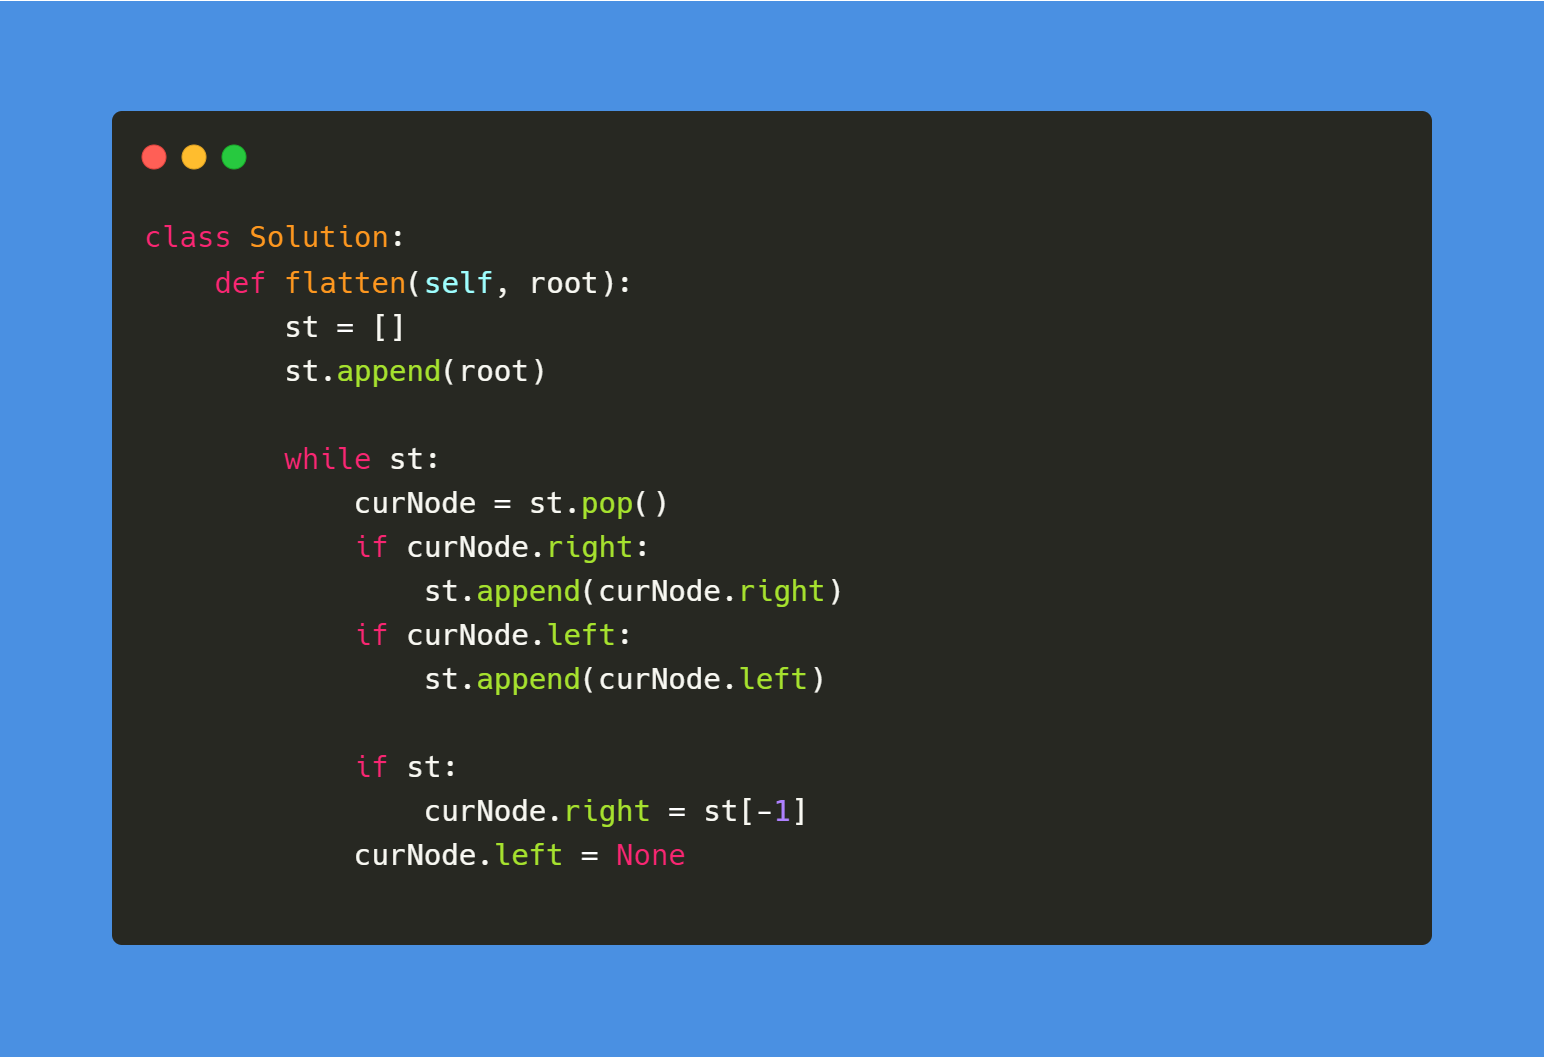 class Solution:
    def flatten(self, root):
        st = []
        st.append(root)

        while st:
            curNode = st.pop()
            if curNode.right:
                st.append(curNode.right)
            if curNode.left:
                st.append(curNode.left)

            if st:
                curNode.right = st[-1]
            curNode.left = None